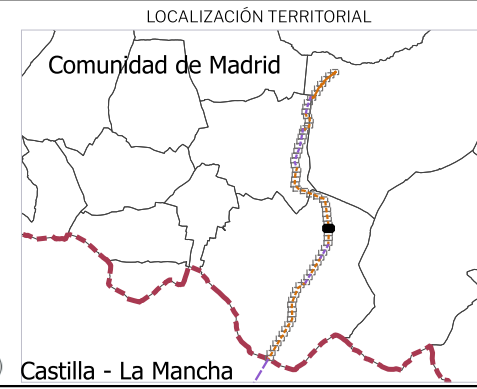 LOCALIZACIÓN TERRITORIAL
Comunidad de Madrid
Castilla - La Mancha